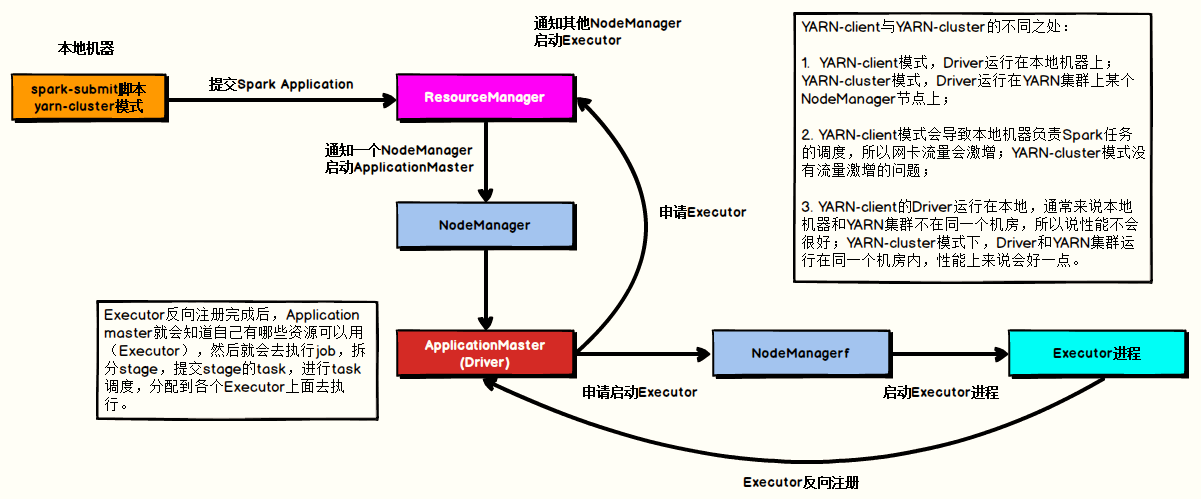 通知其他NodeManager
启动Executor
本地机器
spark-submit脚本
yarn-cluster模式
提交Spark Application
ResourceManager
通知一个NodeManager
启动ApplicationMaster
申请Executor
NodeManager
YARN-client与YARN-cluster的不同之处：
1. YARN-client模式，Driver运行在本地机器上；
YARN-cluster模式，Driver运行在YARN集群上某个
NodeManager节点上；
2. YARN-client模式会导致本地机器负责Spark任务
的调度，所以网卡流量会激增；YARN-cluster模式没
有流量激增的问题；
3. YARN-client的Driver运行在本地，通常来说本地
机器和YARN集群不在同一个机房，所以说性能不会
很好；YARN-cluster模式下，Driver和YARN集群运
行在同一个机房内，性能上来说会好一点。
Executor反向注册完成后，Application
master就会知道自己有哪些资源可以用
（Executor），然后就会去执行job，拆
分stage，提交stage的task，进行task
调度，分配到各个Executor上面去执
行。
ApplicationMaster
(Driver)
申请启动Executor
NodeManagerf
启动Executor进程
Executor进程
Executor反向注册